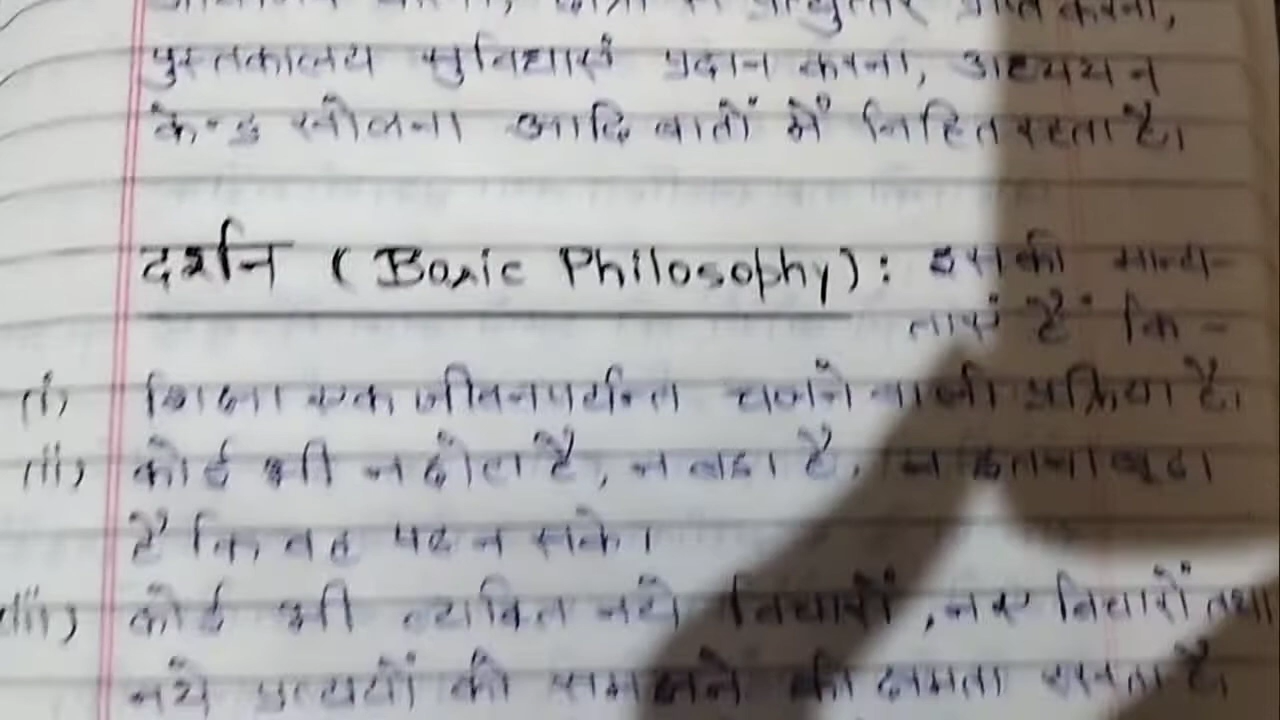 पुस्तकालय सुविधाएं प्रदान करना, अध्ययन
केन्द्र खोलना आदि बातों में निहित रहता है।
दर्शन (Basic Philosophy): इसकी मान्य-
ताएं हैं कि -
(i) शिक्षा एक जीवनपर्यन्त चलने वाली प्रक्रिया है।
(ii) कोई भी न छोटा है, न बड़ा है, न इतना बूढ़ा
है कि वह पढ़ न सके।
(iii) कोई भी व्यक्ति नये विचारों, नए विचारों तथा
नये प्रत्ययों को समझने की क्षमता रखता है।